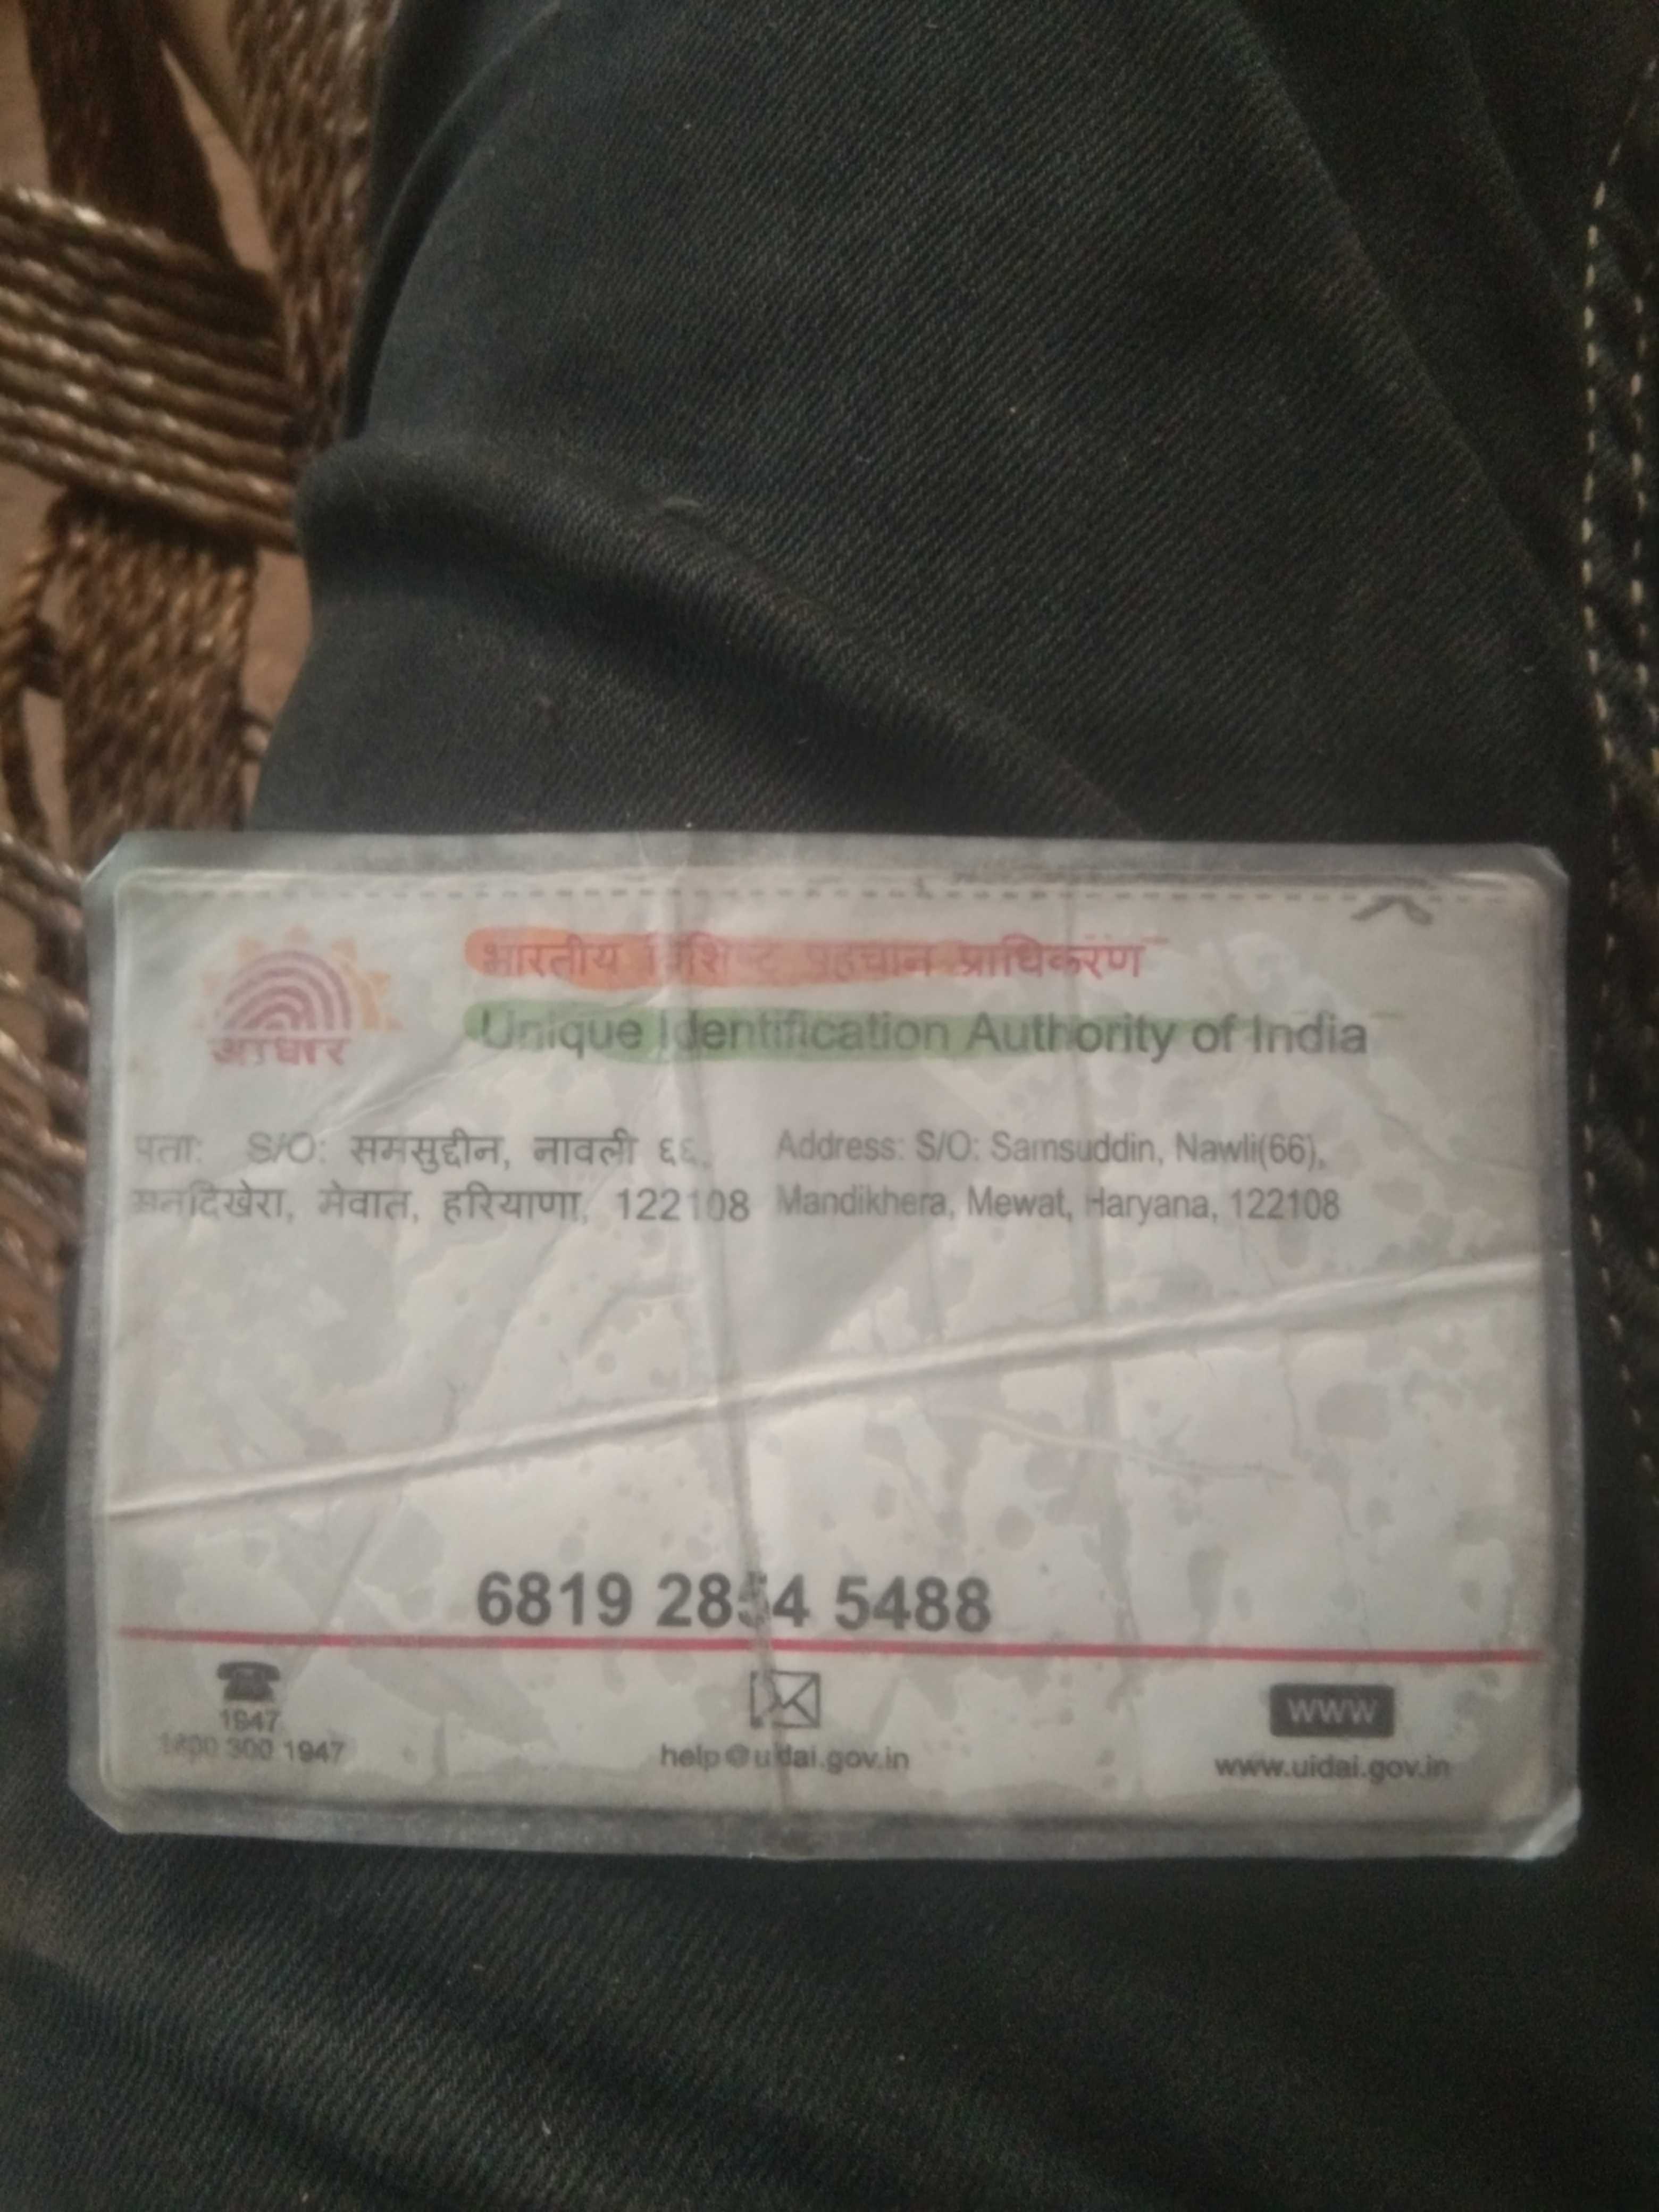 भारतीय विशिष्ट पहचान प्राधिकरण
आधार
Unique Identification Authority of India
पता: S/O: समसुद्दीन, नावली ६६,
मनदिखेरा, मेवात, हरियाणा, 122108
Address: S/O: Samsuddin, Nawli(66),
Mandikhera, Mewat, Haryana, 122108
6819 2854 5488
1947
1800 300 1947
help@uidai.gov.in
WWW
www.uidai.gov.in